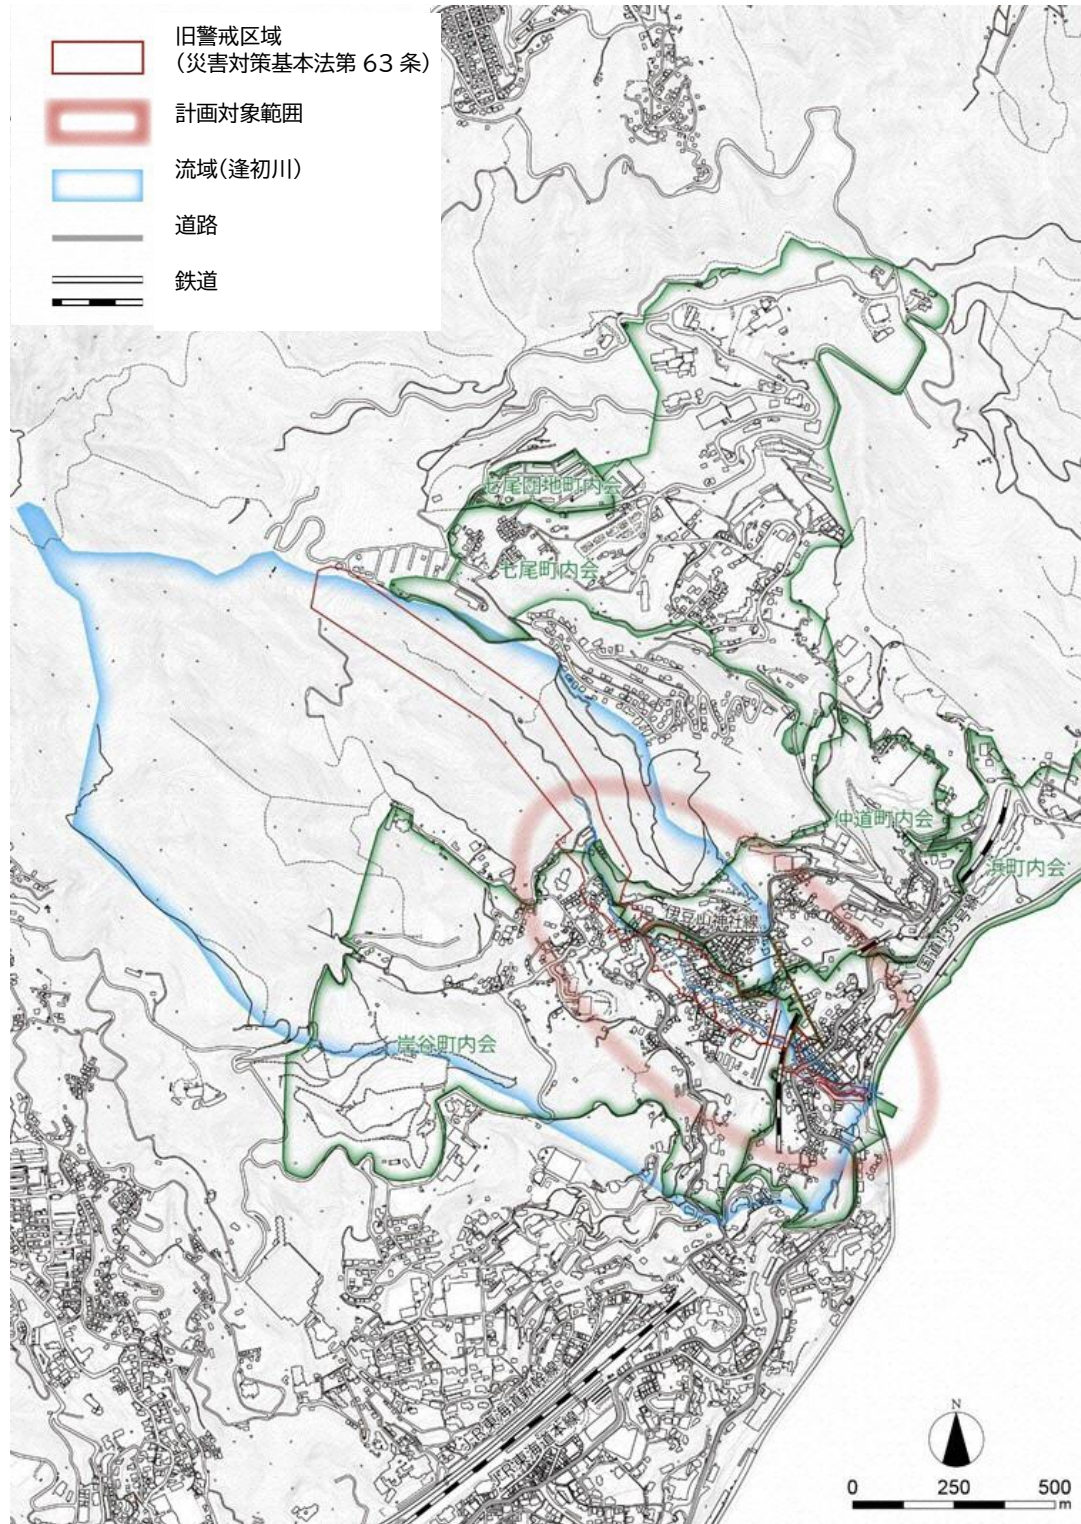 旧警戒区域
(災害対策基本法第 63 条)
計画対象範囲
流域(逢初川)
道路
鉄道
七尾団地町内会
七尾町内会
仲道町内会
浜町内会
伊豆山神社線
国道135号線
岸谷町内会
JR東海道新幹線
JR東海道本線
N
0 250 500
m